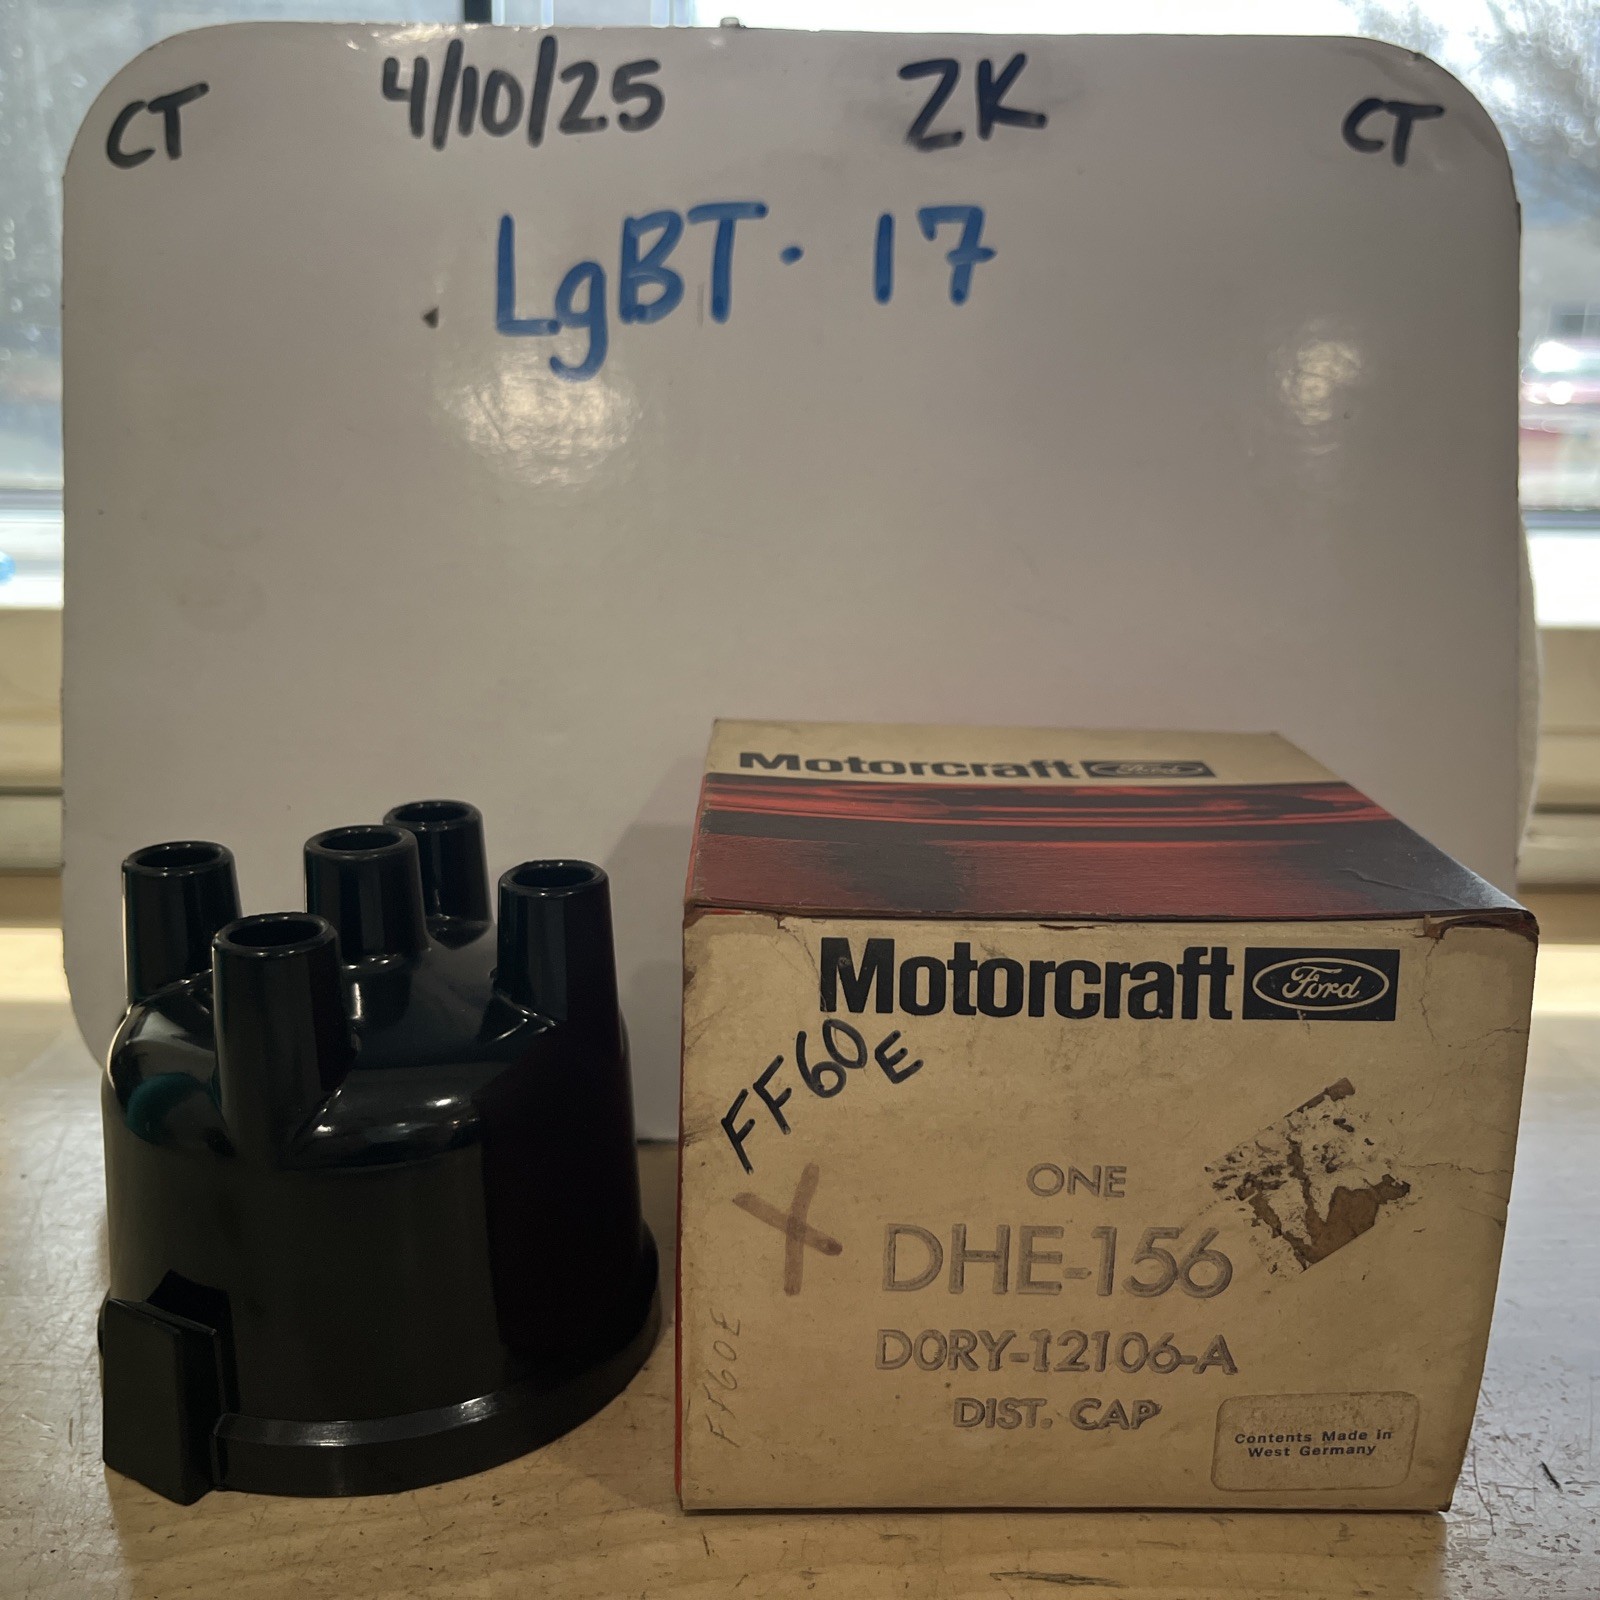 CT 4/10/25 ZK CT
LgBT · 17
Motorcraft Ford
Motorcraft Ford
FF60E
X
ONE
DHE-156
DORY-12106-A
DIST. CAP
FF60E
Contents Made in
West Germany